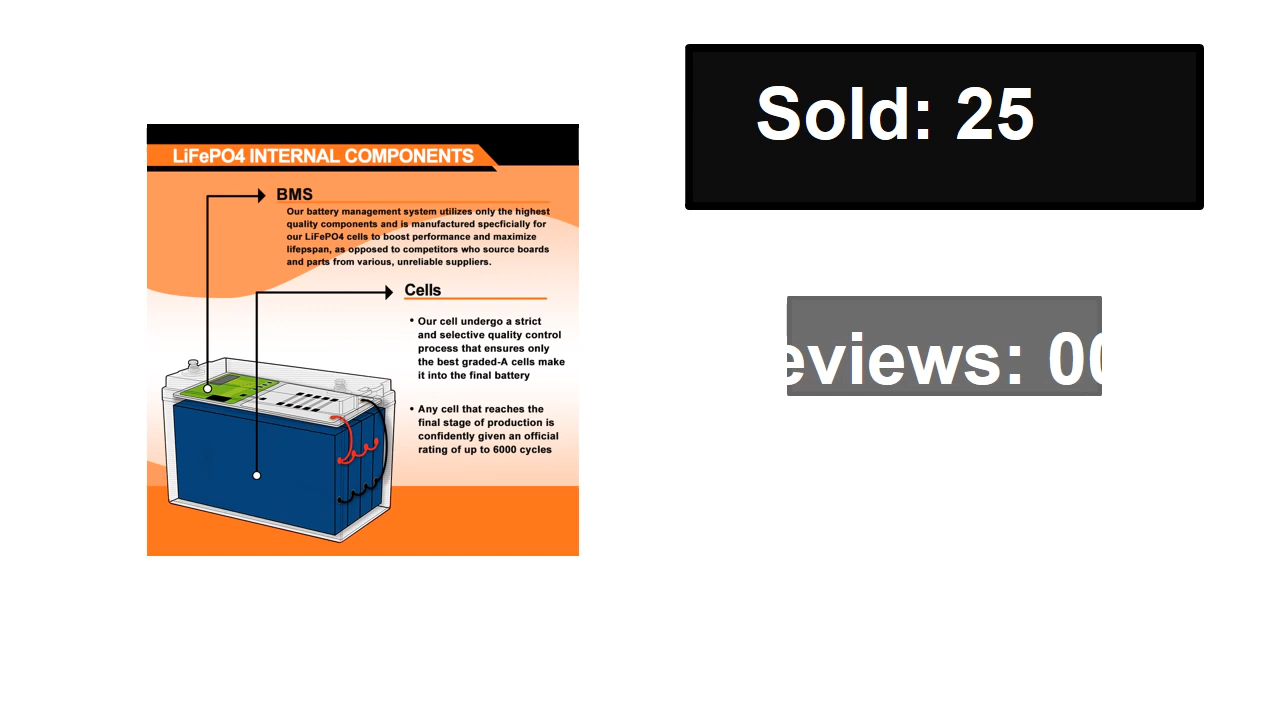 LiFePO4 INTERNAL COMPONENTS
BMS
Our battery management system utilizes only the highest
quality components and is manufactured specficially for
our LiFePO4 cells to boost performance and maximize
lifepspan, as opposed to competitors who source boards
and parts from various, unreliable suppliers.
Cells
• Our cell undergo a strict
and selective quality control
process that ensures only
the best graded-A cells make
it into the final battery
• Any cell that reaches the
final stage of production is
confidently given an official
rating of up to 6000 cycles
Sold: 25
eviews: 00